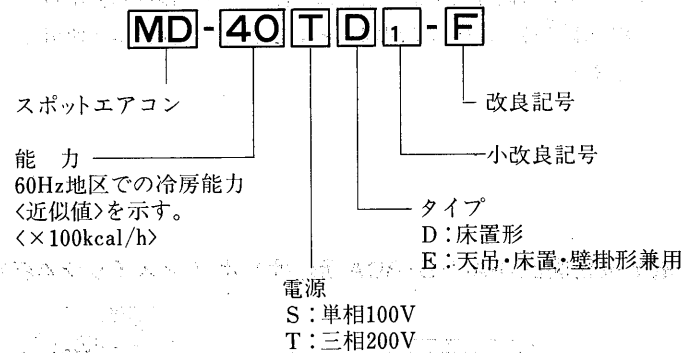 MD-40TD1-F
スポットエアコン
改良記号
能 力
小改良記号
60Hz地区での冷房能力
〈近似値〉を示す。
〈×100kcal/h〉
タイプ
D：床置形
E：天吊・床置・壁掛形兼用
電源
S：単相100V
T：三相200V